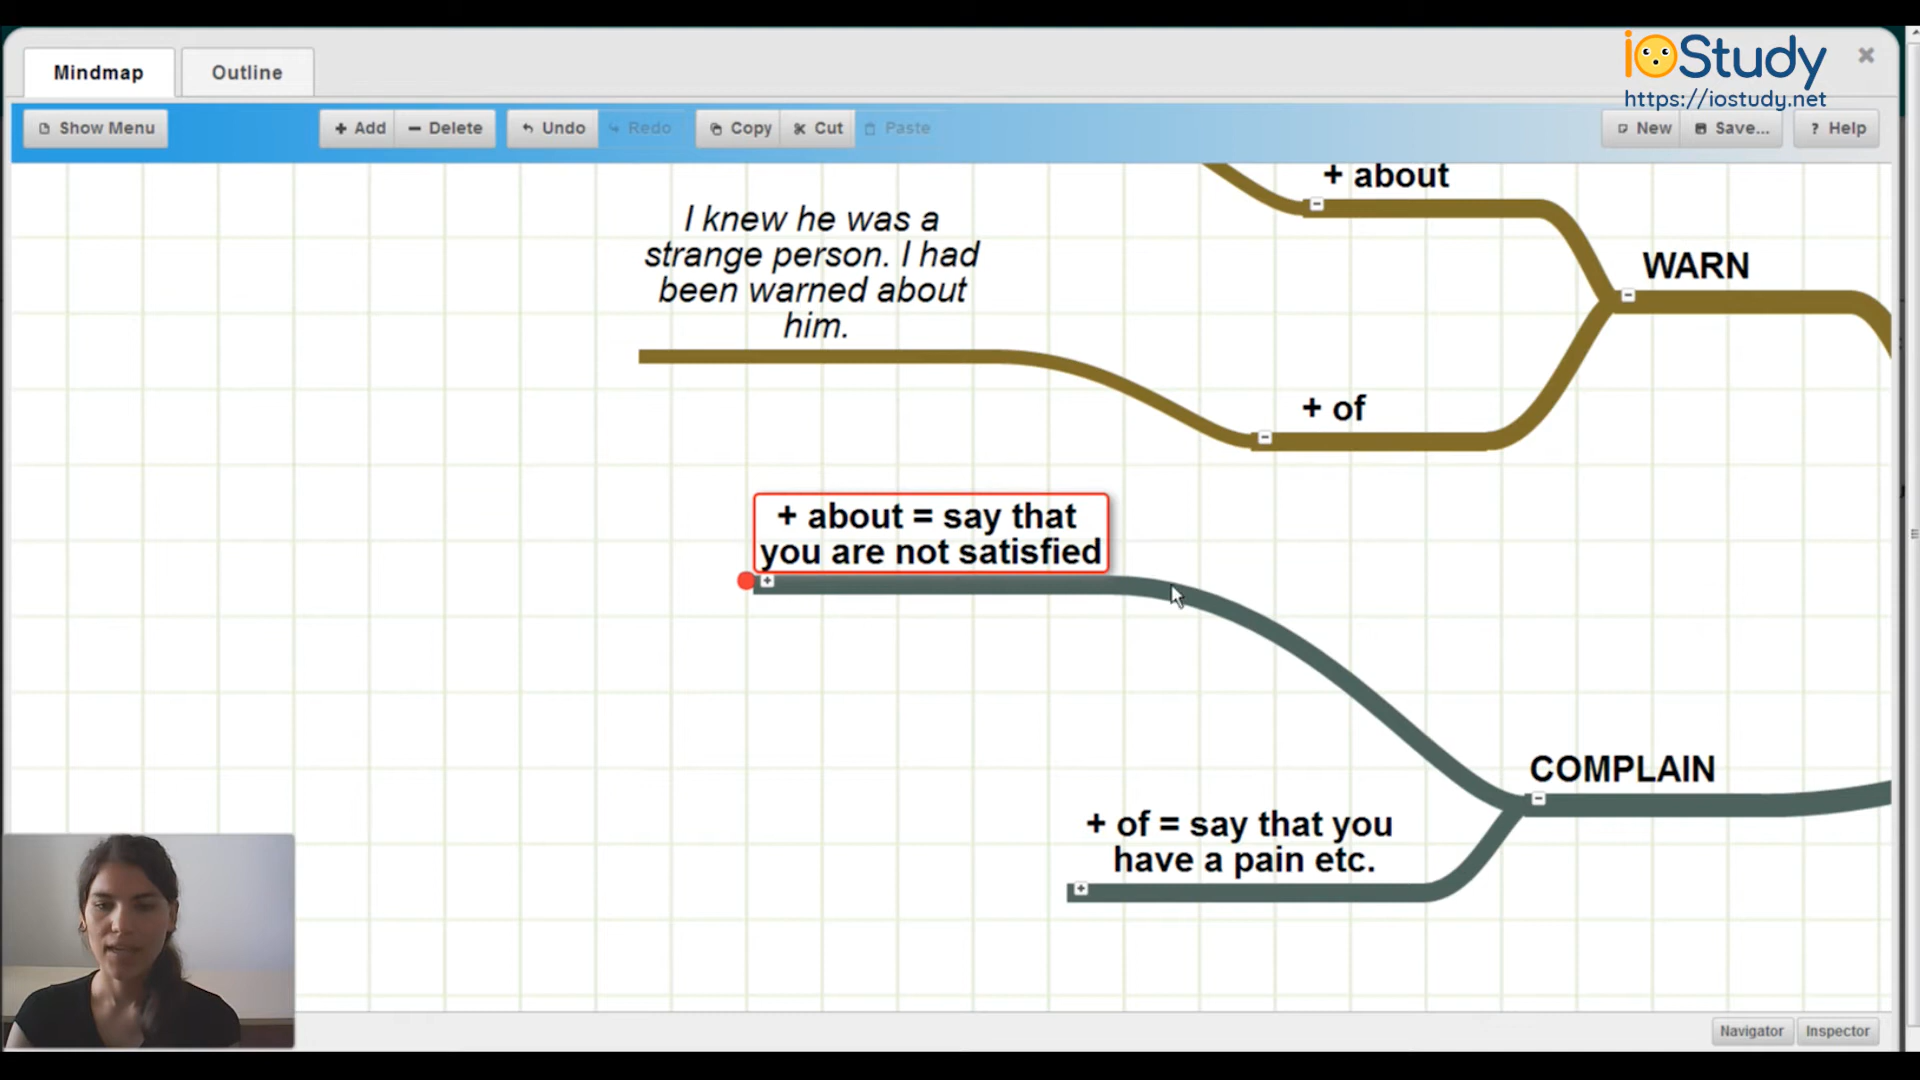 ioStudy
https://iostudy.net
Mindmap
Outline
Show Menu
Add
Delete
Undo
Redo
Copy
Cut
Paste
New
Save...
? Help
+ about
I knew he was a
strange person. I had
been warned about
him.
WARN
+ of
+ about = say that
you are not satisfied
COMPLAIN
+ of = say that you
have a pain etc.
Navigator
Inspector